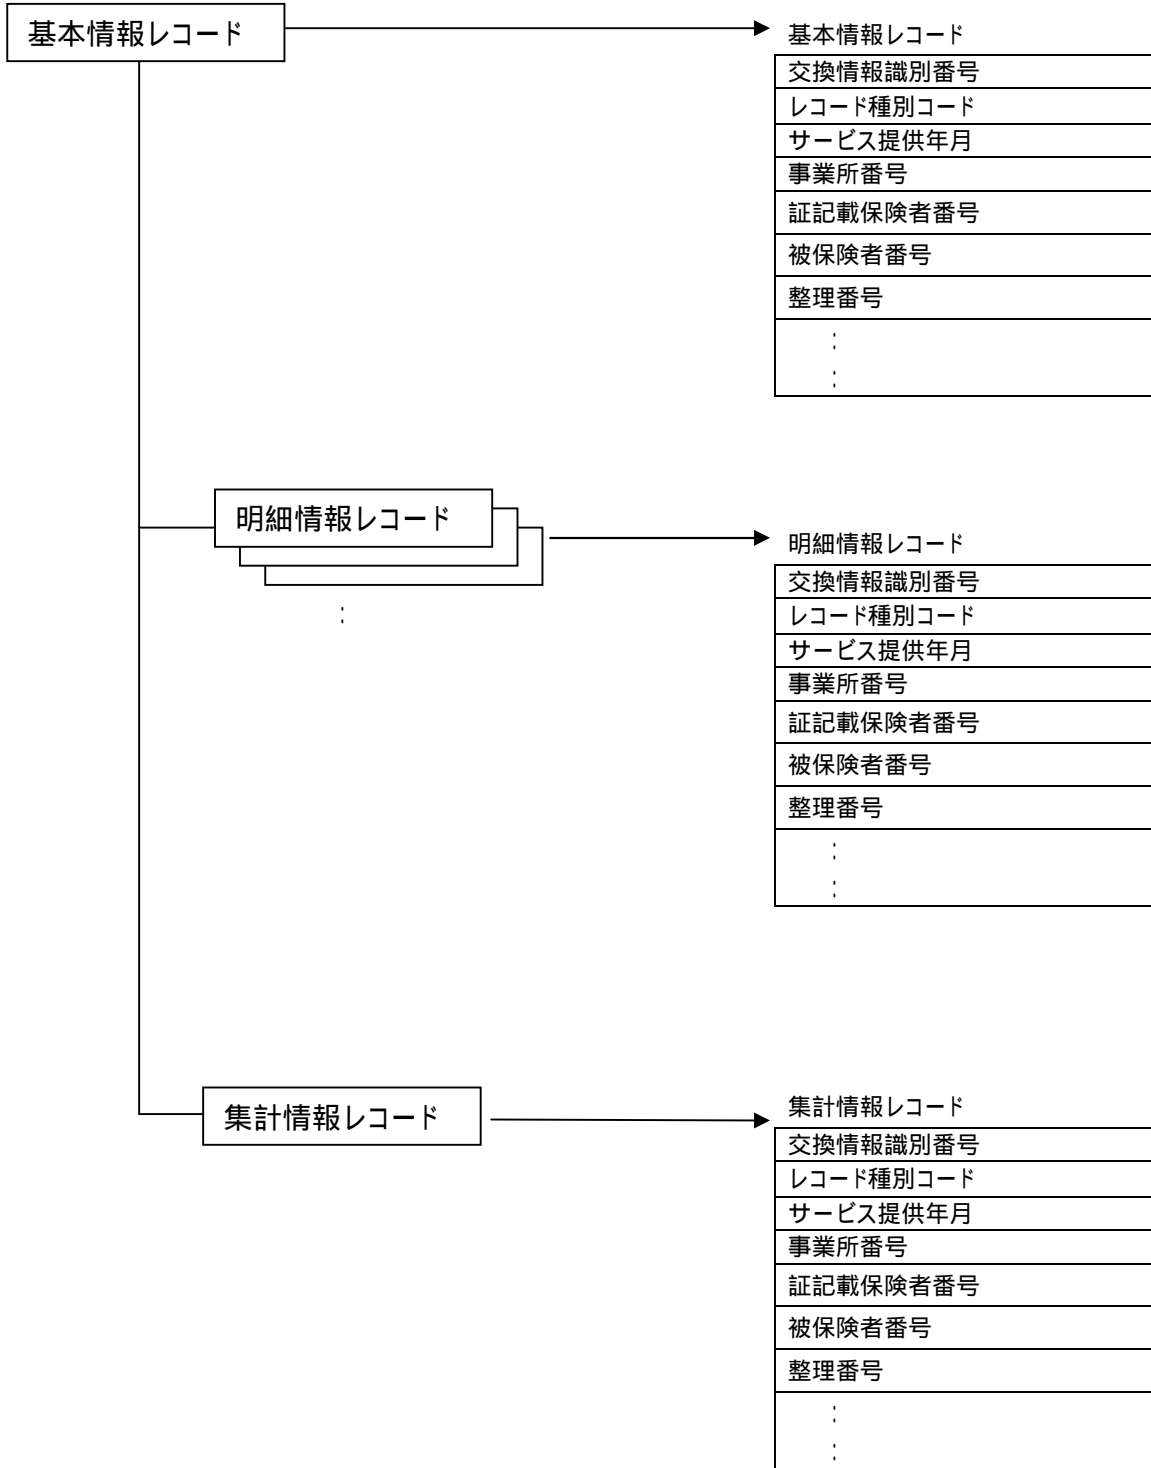 基本情報レコード
基本情報レコード
交換情報識別番号
レコード種別コード
サービス提供年月
事業所番号
証記載保険者番号
被保険者番号
整理番号
:
:
明細情報レコード
:
明細情報レコード
交換情報識別番号
レコード種別コード
サービス提供年月
事業所番号
証記載保険者番号
被保険者番号
整理番号
:
:
集計情報レコード
集計情報レコード
交換情報識別番号
レコード種別コード
サービス提供年月
事業所番号
証記載保険者番号
被保険者番号
整理番号
:
: